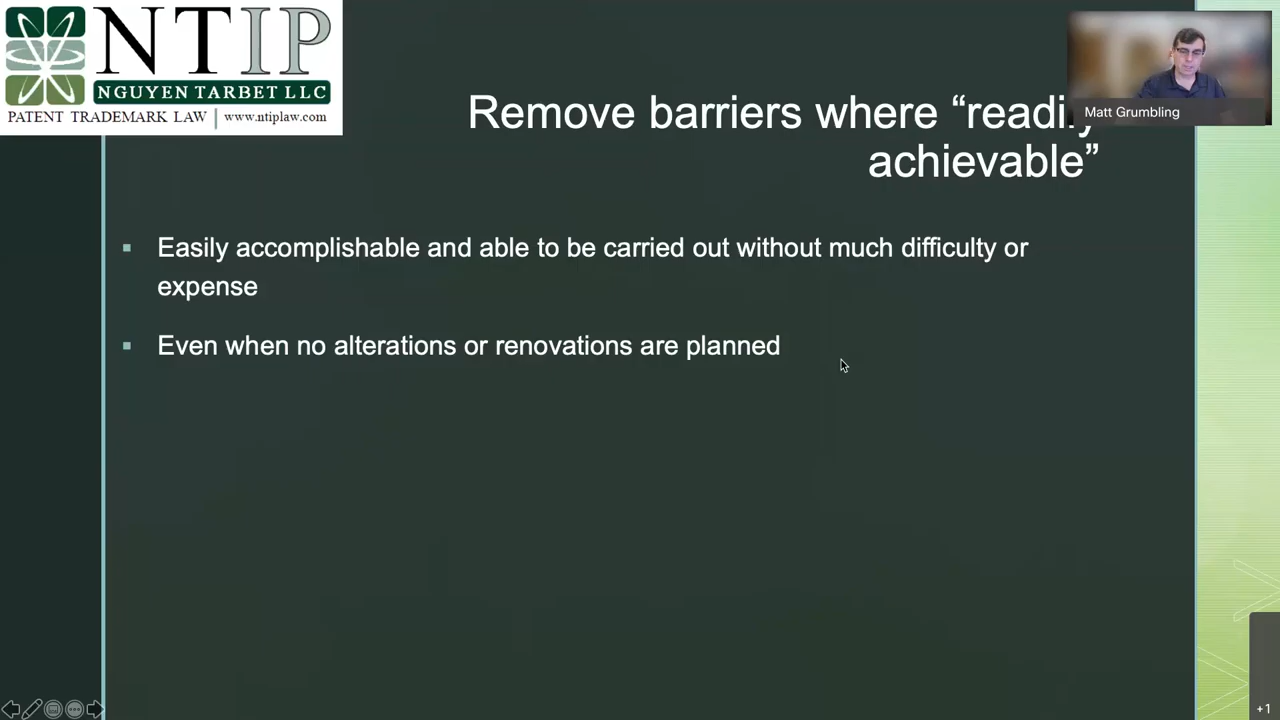 NTIP
NGUYEN TARBET LLC
PATENT TRADEMARK LAW | www.ntiplaw.com
Matt Grumbling
Remove barriers where “readily
achievable”
▪ Easily accomplishable and able to be carried out without much difficulty or
expense
▪ Even when no alterations or renovations are planned
+1